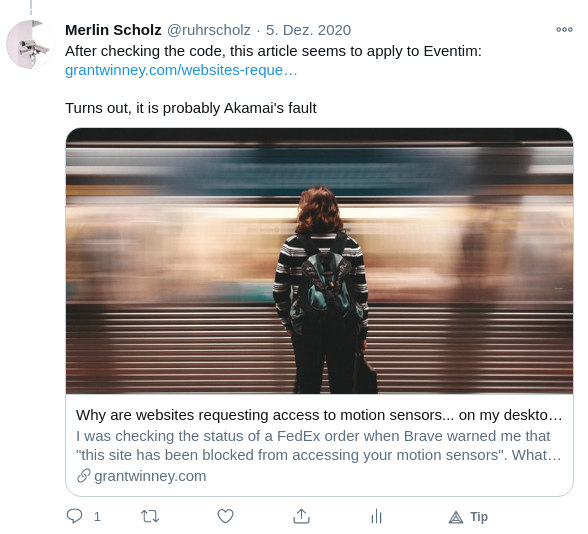 Merlin Scholz @ruhrscholz · 5. Dez. 2020
After checking the code, this article seems to apply to Eventim:
grantwinney.com/websites-reque…
Turns out, it is probably Akamai's fault
Why are websites requesting access to motion sensors... on my deskto…
I was checking the status of a FedEx order when Brave warned me that
"this site has been blocked from accessing your motion sensors". What…
grantwinney.com
1
Tip